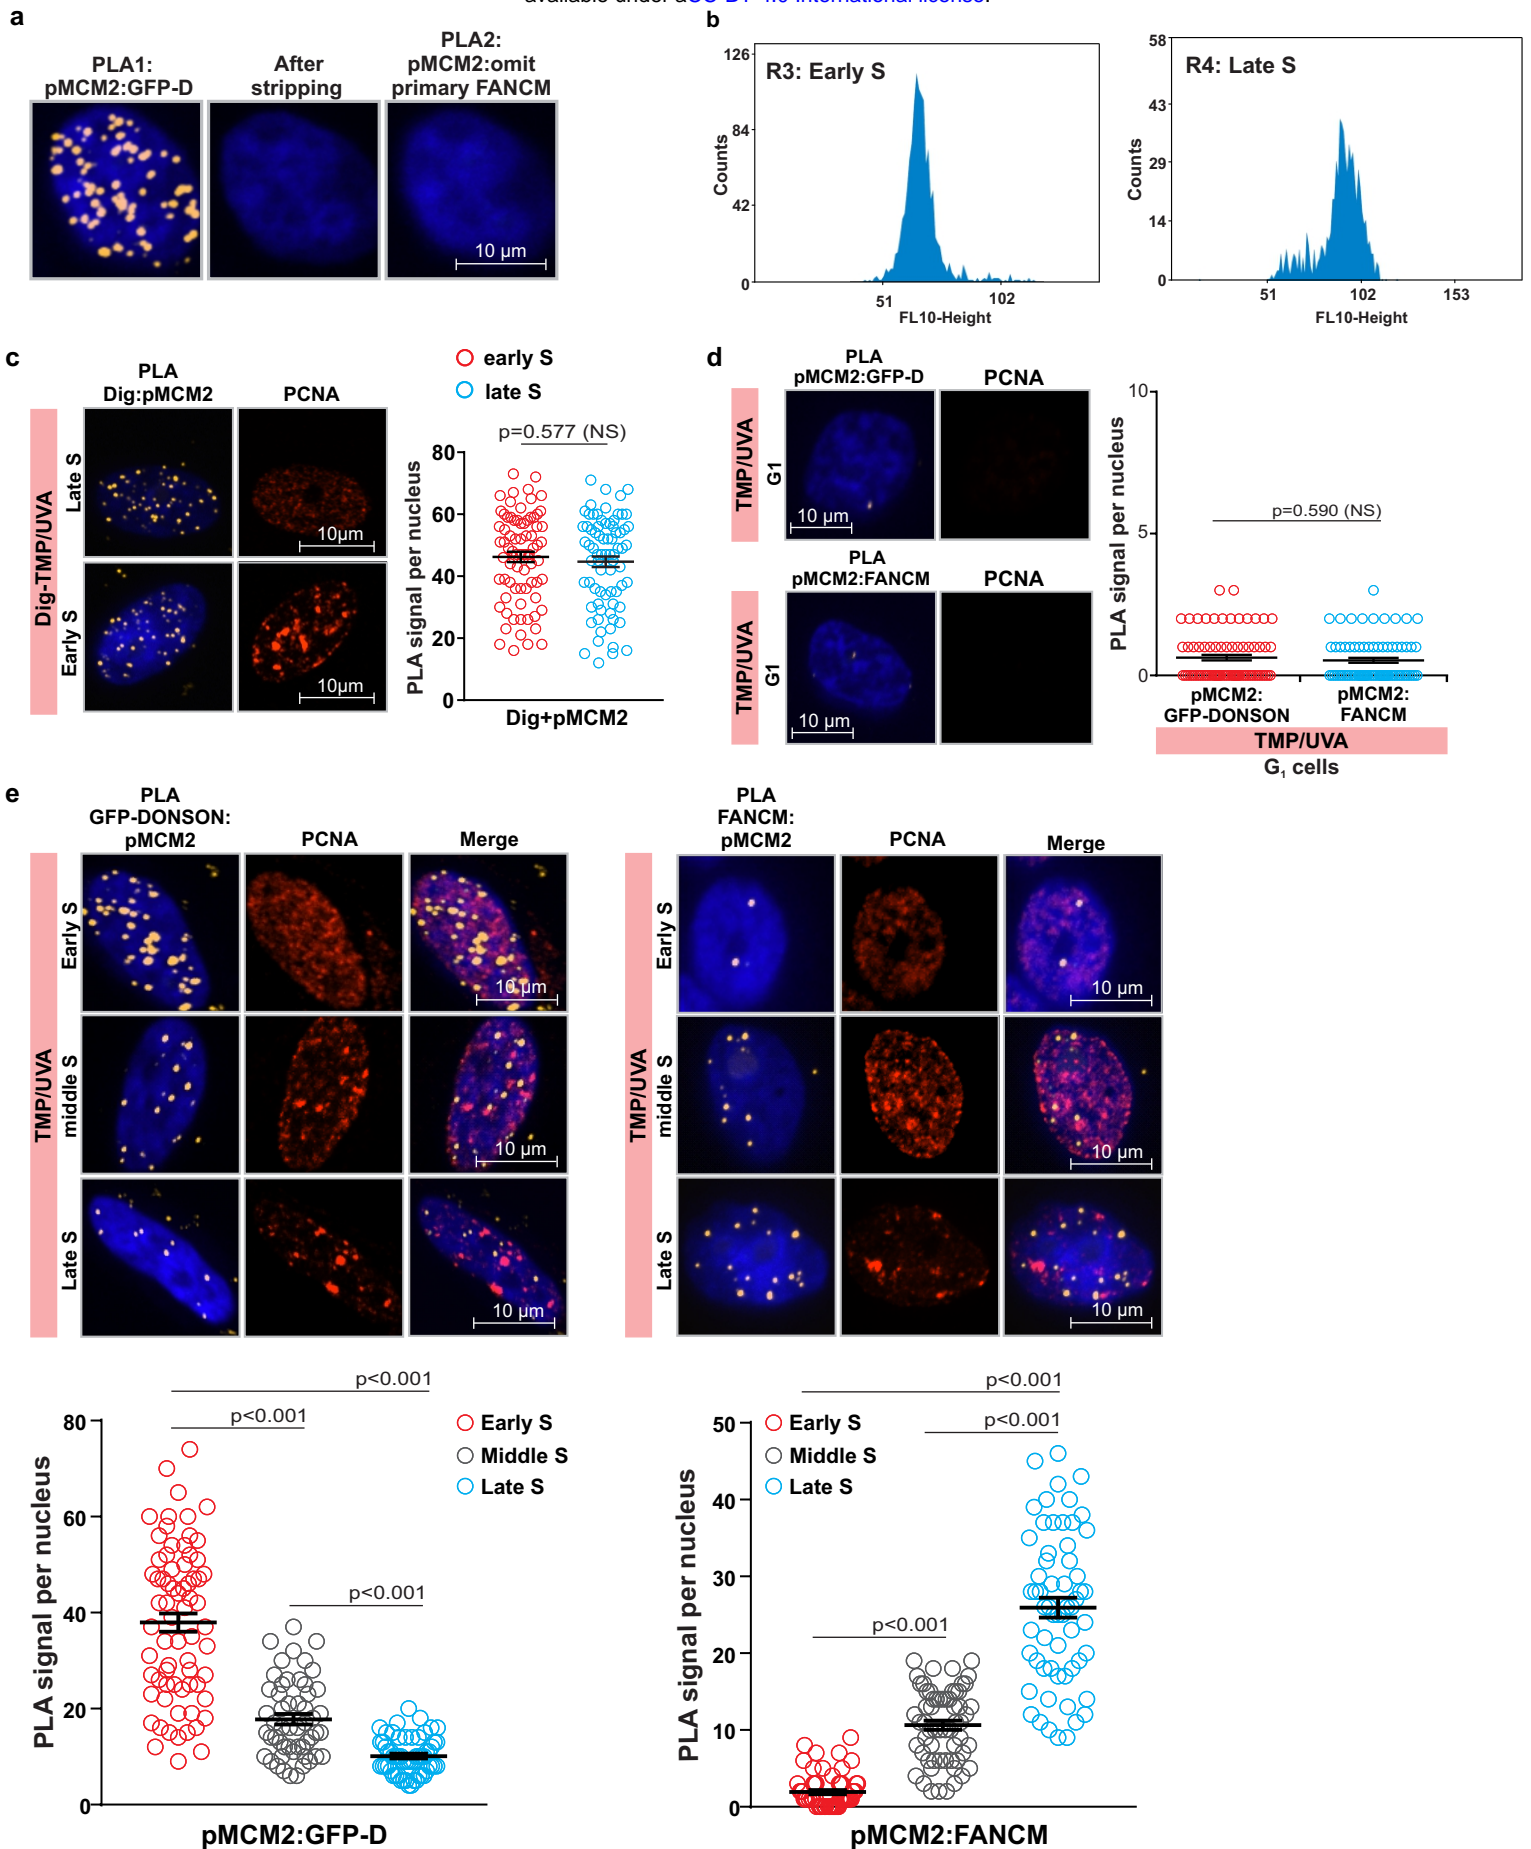 a
PLA1:
pMCM2:GFP-D
After
stripping
PLA2:
pMCM2:omit
primary FANCM
10 µm
b
R3: Early S
126
84
42
0
Counts
51
102
FL10-Height
R4: Late S
58
43
29
14
0
Counts
51
102
153
FL10-Height
c
PLA
Dig:pMCM2
PCNA
Dig-TMP/UVA
Late S
Early S
10µm
10µm
early S
late S
p=0.577 (NS)
PLA signal per nucleus
80
60
40
20
0
Dig+pMCM2
d
PLA
pMCM2:GFP-D
PCNA
TMP/UVA
G1
10 µm
PLA
pMCM2:FANCM
PCNA
TMP/UVA
G1
10 µm
PLA signal per nucleus
10
5
0
p=0.590 (NS)
pMCM2:
GFP-DONSON
pMCM2:
FANCM
TMP/UVA
G₁ cells
e
PLA
GFP-DONSON:
pMCM2
PCNA
Merge
TMP/UVA
Early S
middle S
Late S
10 µm
10 µm
10 µm
PLA
FANCM:
pMCM2
PCNA
Merge
TMP/UVA
Early S
middle S
Late S
10 µm
10 µm
10 µm
p<0.001
p<0.001
p<0.001
Early S
Middle S
Late S
PLA signal per nucleus
80
60
40
20
0
pMCM2:GFP-D
p<0.001
p<0.001
p<0.001
Early S
Middle S
Late S
PLA signal per nucleus
50
40
30
20
10
0
pMCM2:FANCM